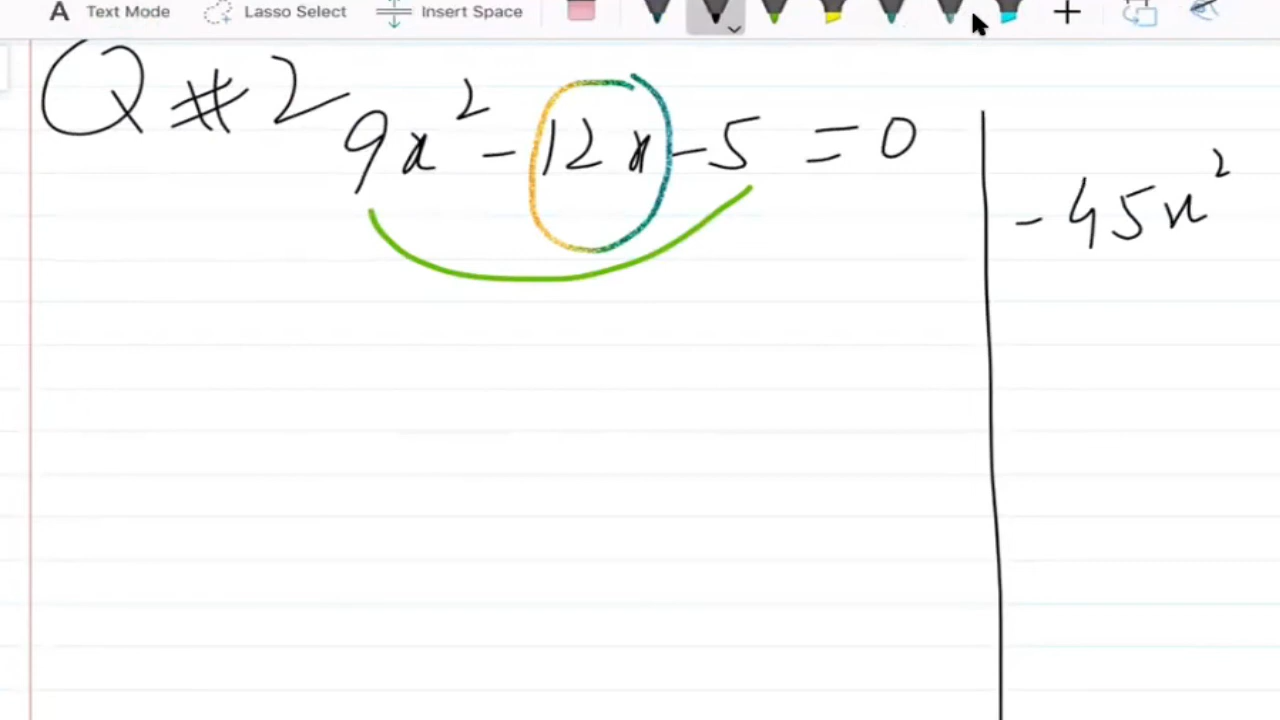 Text Mode Lasso Select Insert Space
Q # 2 9x² - 12x - 5 = 0
- 45x²